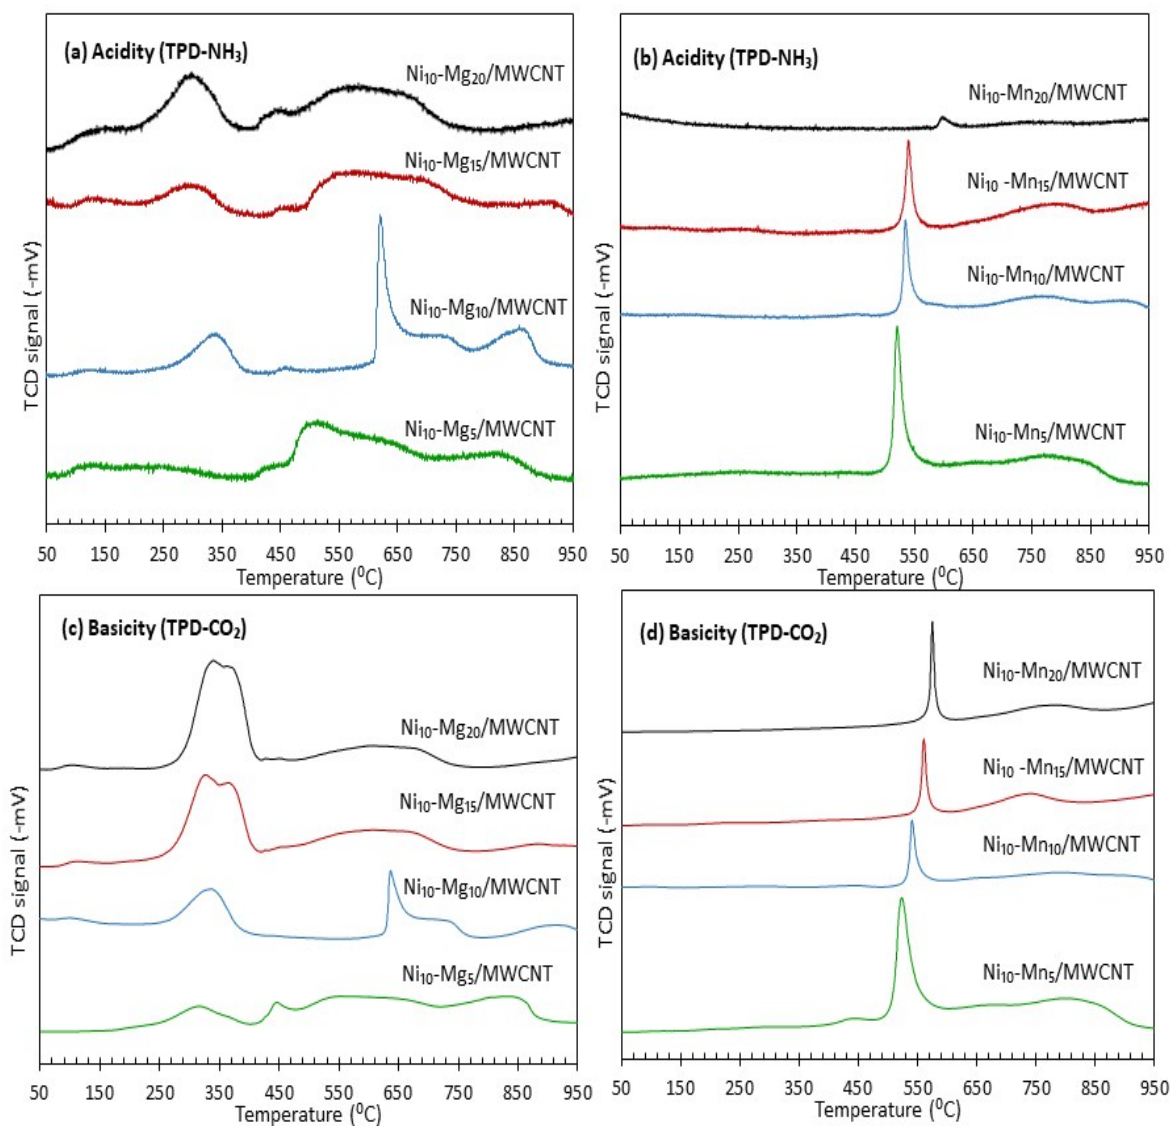 (a) Acidity (TPD-NH₃)
Ni₁₀-Mg₂₀/MWCNT
Ni₁₀-Mg₁₅/MWCNT
Ni₁₀-Mg₁₀/MWCNT
Ni₁₀-Mg₅/MWCNT
TCD signal (-mV)
50 150 250 350 450 550 650 750 850 950
Temperature (⁰C)
(b) Acidity (TPD-NH₃)
Ni₁₀-Mn₂₀/MWCNT
Ni₁₀ -Mn₁₅/MWCNT
Ni₁₀-Mn₁₀/MWCNT
Ni₁₀-Mn₅/MWCNT
TCD signal (-mV)
50 150 250 350 450 550 650 750 850 950
Temperature (⁰C)
(c) Basicity (TPD-CO₂)
Ni₁₀-Mg₂₀/MWCNT
Ni₁₀-Mg₁₅/MWCNT
Ni₁₀-Mg₁₀/MWCNT
Ni₁₀-Mg₅/MWCNT
TCD signal (-mV)
50 150 250 350 450 550 650 750 850 950
Temperature (⁰C)
(d) Basicity (TPD-CO₂)
Ni₁₀-Mn₂₀/MWCNT
Ni₁₀ -Mn₁₅/MWCNT
Ni₁₀-Mn₁₀/MWCNT
Ni₁₀-Mn₅/MWCNT
TCD signal (-mV)
50 150 250 350 450 550 650 750 850 950
Temperature (⁰C)